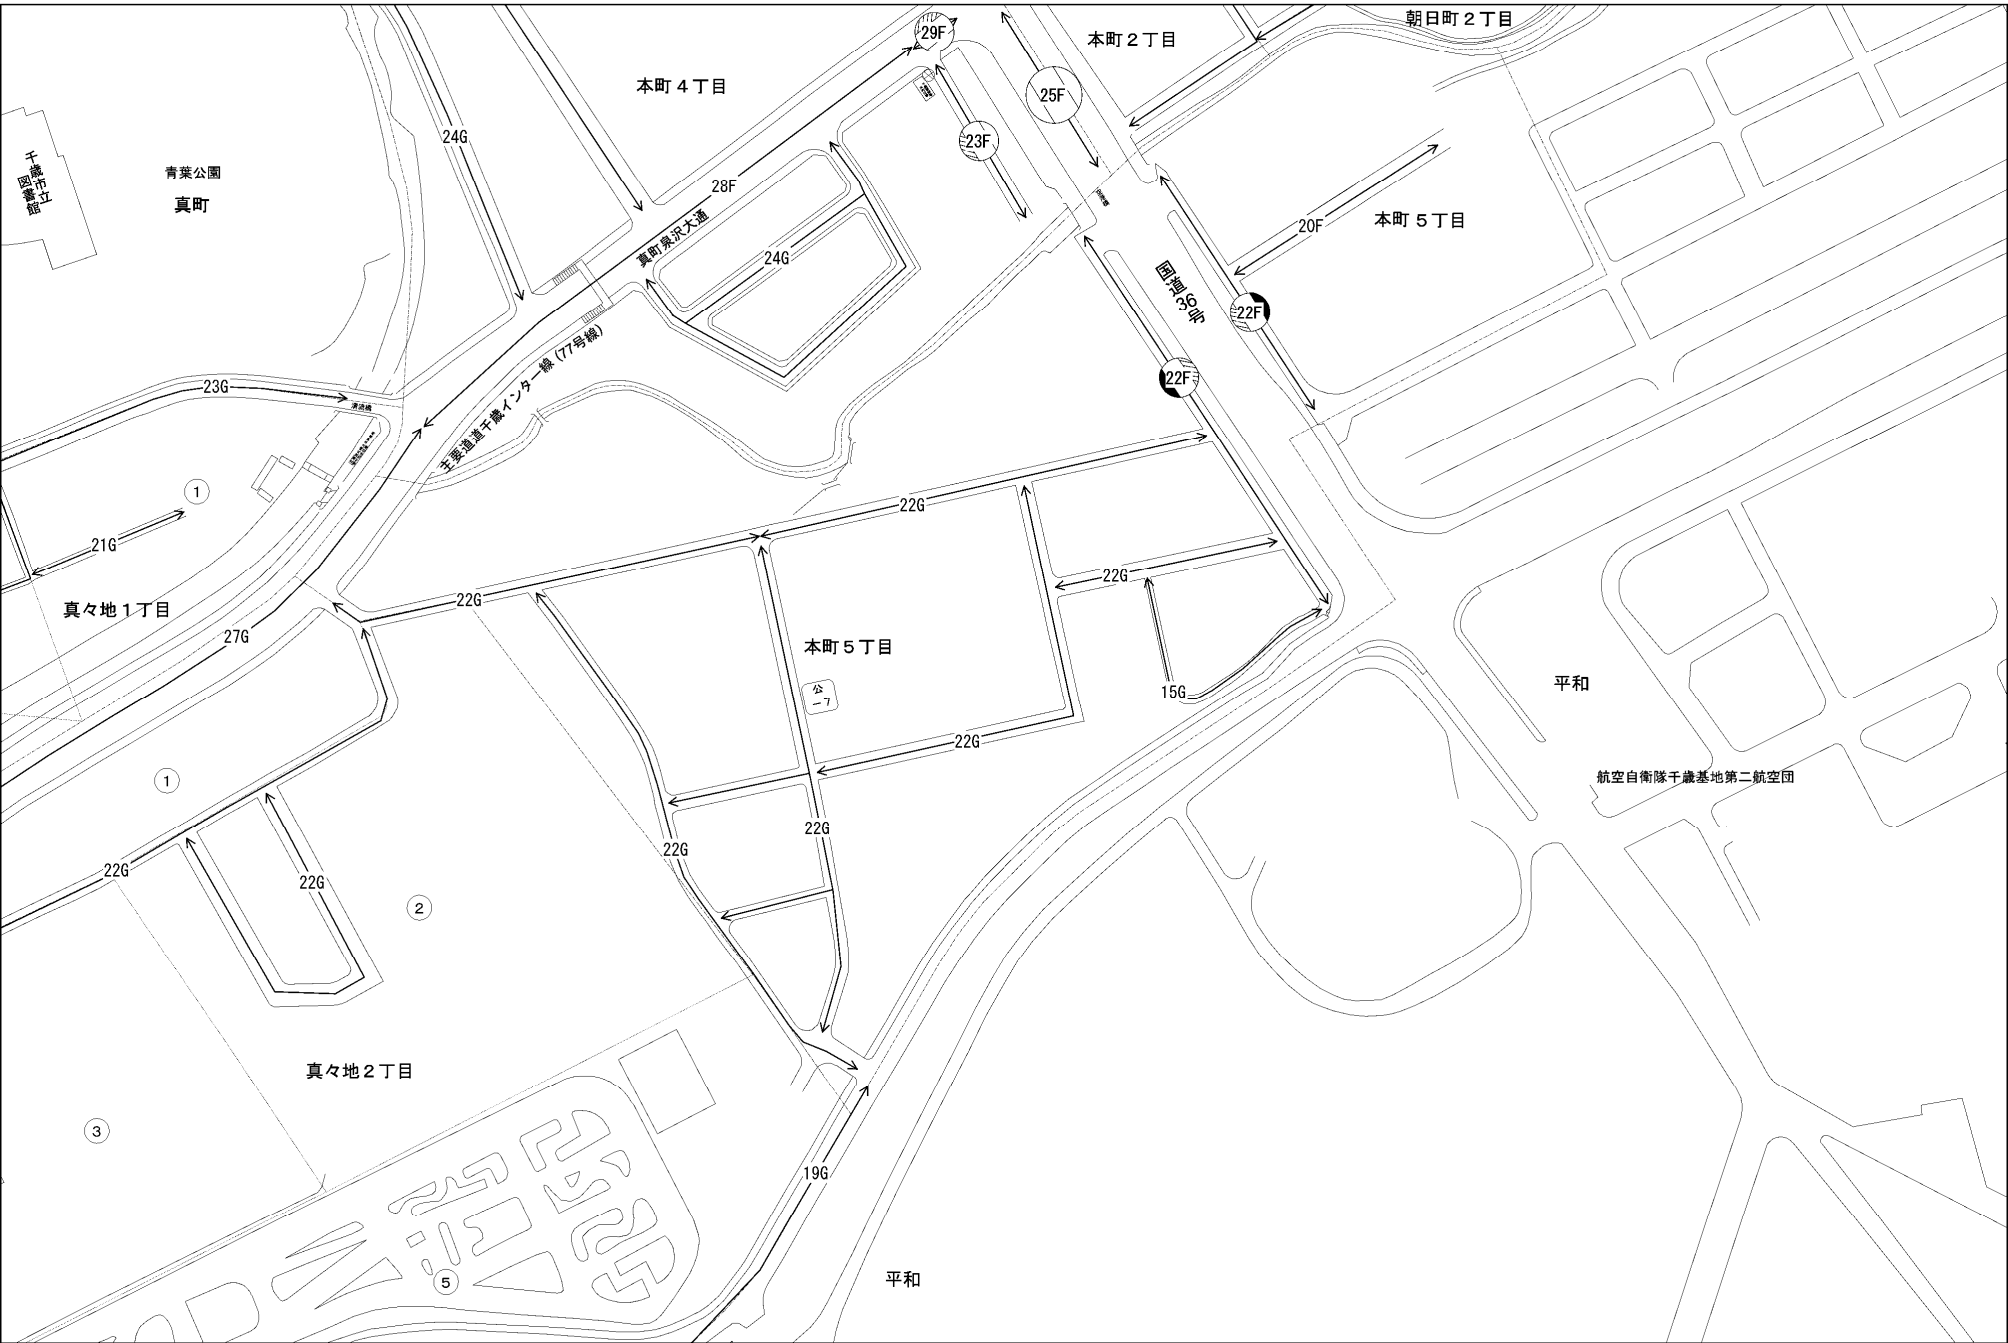 朝日町２丁目
29F
本町２丁目
本町４丁目
25F
24G
23F
青葉公園
千歳市立
図書館
28F
真町
20F
本町５丁目
真町泉沢大通
24G
国道36号
22F
主要道道千歳インター線(77号線)
22F
23G
清流橋
1
22G
21G
22G
22G
真々地１丁目
27G
本町５丁目
平和
公
-7
15G
22G
航空自衛隊千歳基地第二航空団
1
22G
22G
22G
22G
2
真々地２丁目
3
19G
5
平和